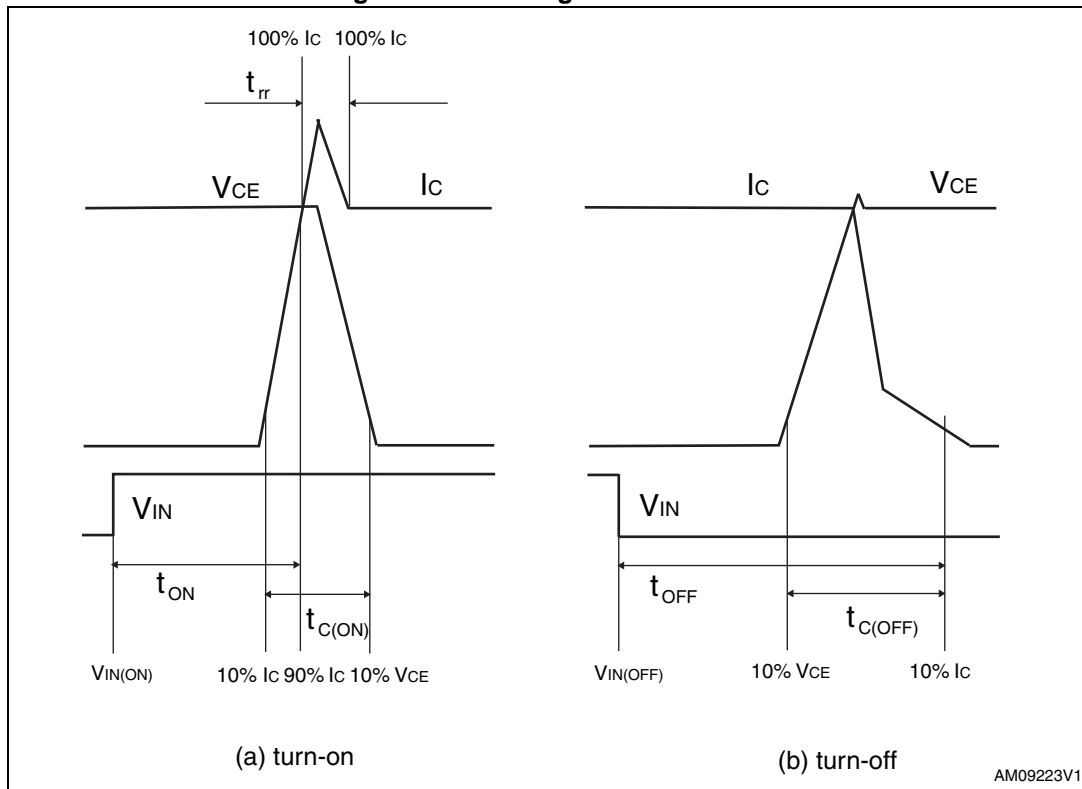 100% IC 100% IC
trr
VCE IC
IC VCE
VIN
VIN
tON
tOFF
tC(ON)
tC(OFF)
VIN(ON) 10% IC 90% IC 10% VCE
VIN(OFF) 10% VCE 10% IC
(a) turn-on
(b) turn-off
AM09223V1